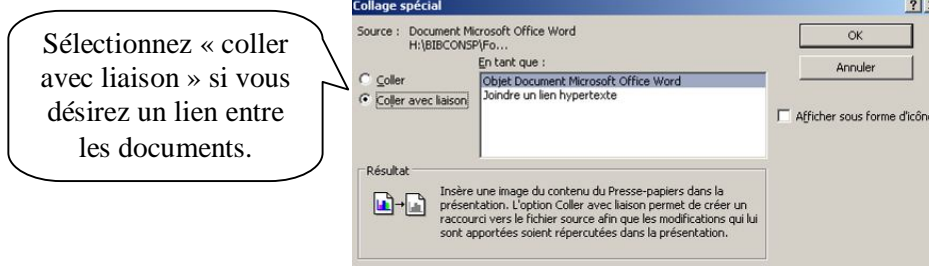 Sélectionnez « coller
avec liaison » si vous
désirez un lien entre
les documents.
Collage spécial
Source : Document Microsoft Office Word
H:\BIBCONSP\Fo...
En tant que :
Coller
Coller avec liaison
Objet Document Microsoft Office Word
Joindre un lien hypertexte
OK
Annuler
Afficher sous forme d'icône
Résultat
Insère une image du contenu du Presse-papiers dans la
présentation. L'option Coller avec liaison permet de créer un
raccourci vers le fichier source afin que les modifications qui lui
sont apportées soient répercutées dans la présentation.